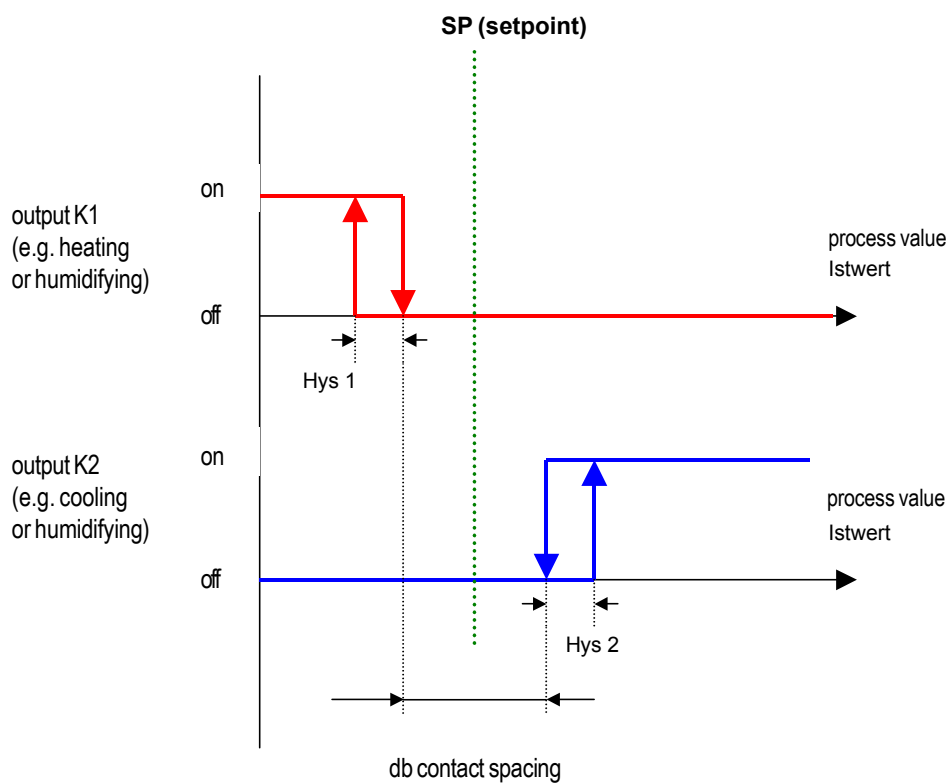 SP (setpoint)
on
output K1
(e.g. heating
or humidifying)
process value
Istwert
off
Hys 1
on
output K2
(e.g. cooling
or humidifying)
process value
Istwert
off
Hys 2
db contact spacing